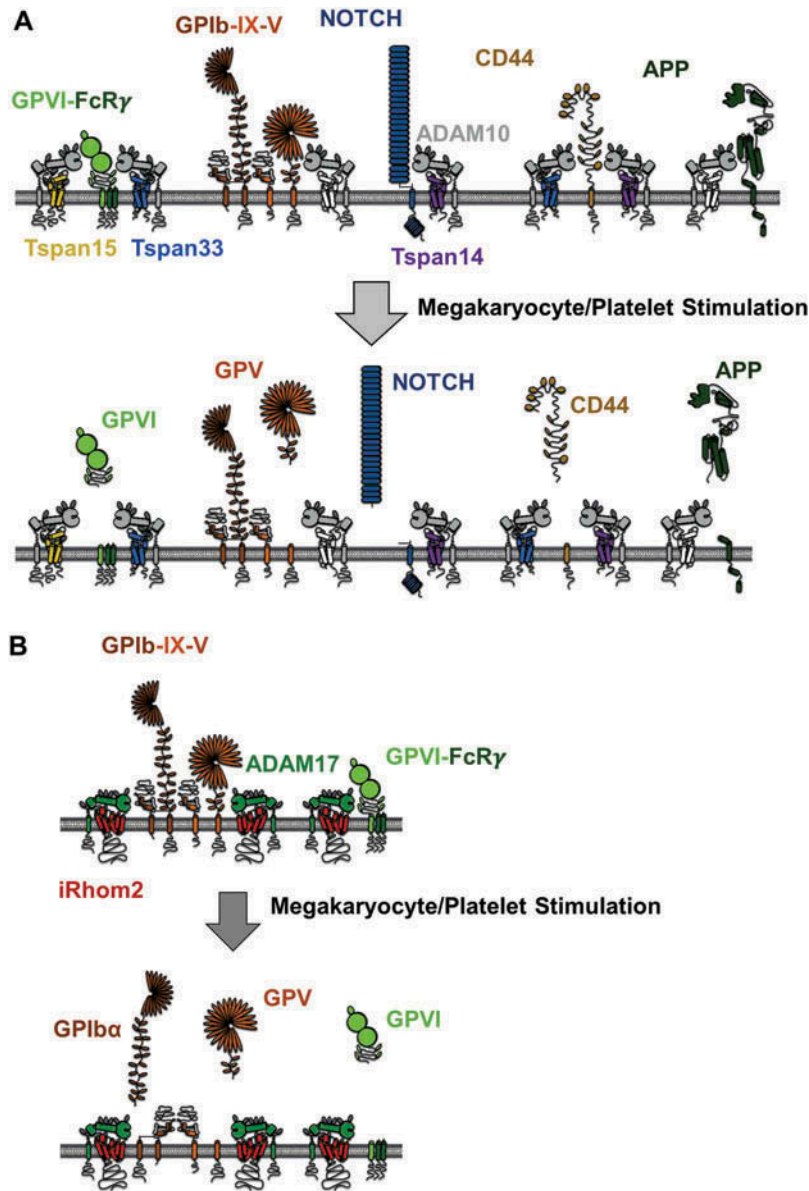 A
GPIb-IX-V
NOTCH
CD44
APP
GPVI-FcRγ
ADAM10
Tspan15
Tspan33
Tspan14
Megakaryocyte/Platelet Stimulation
GPV
NOTCH
APP
GPVI
CD44
B
GPIb-IX-V
ADAM17
GPVI-FcRγ
iRhom2
Megakaryocyte/Platelet Stimulation
GPIbα
GPV
GPVI